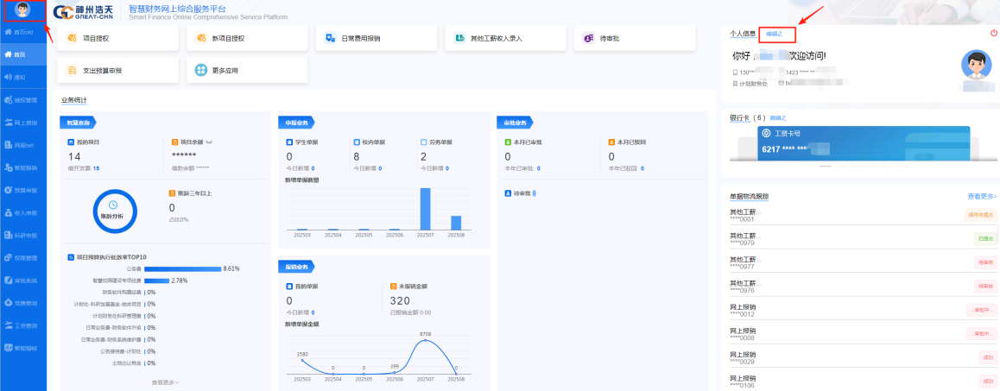 神州浩天
GREAT-CHN
智慧财务网上综合服务平台
Smart Finance Online Comprehensive Service Platform
首页old
首页
通知
授权管理
网上查询
网报net
智能报销
预算申报
收入申报
科研申报
权限管理
审批系统
票据查询
工会查询
智能稽核
项目授权
新项目授权
日常费用报销
其他工薪收入录入
待审批
支出预算申报
更多应用
业务统计
智慧查询
我的项目
14
借开发票 15
项目余额
******
借款余额 ******
账龄分析
账龄三年以上
0
占比0%
项目预算执行低效率TOP10
公务费 8.61%
智慧校园建设专项经费 2.78%
财务软件购置经费 0%
计财处-科研发展基金-结余项目 0%
计划财务处科研管理费 0%
日常业务费-财务软件升级 0%
日常业务费-财务系统维护费 0%
公务接待费-计财处 0%
土地出让税金 0%
查看更多
申报业务
学生单据
0
今日新增 0
校内单据
8
今日新增 0
劳务单据
2
今日新增 0
新增单据数量
202503 202504 202505 202506 202507 202508
报销业务
我的单据
0
今日新增 0
未报销金额
320
已报销金额 0.00
新增单据金额
3580 0 0 399 8708 0
202503 202504 202505 202506 202507 202508
审批业务
本月已审批
0
本年已审批 0
本月已驳回
0
本年已驳回 0
待审批 0
个人信息 编辑
你好， 欢迎访问!
130*** 1423 **** ***
计划财务处
银行卡（6） 编辑
工资卡号
6217 **** ***
单据物流跟踪 查看更多>
其他工薪... 保存未提交
****0001
其他工薪... 已提交
****0979
其他工薪... 待审核
****0977
其他工薪... 待审核
****0976
网上报销 ...审批中...
****0012
网上报销 ...审批中...
****0008
网上报销 成功
****0029
网上报销 成功
****0106